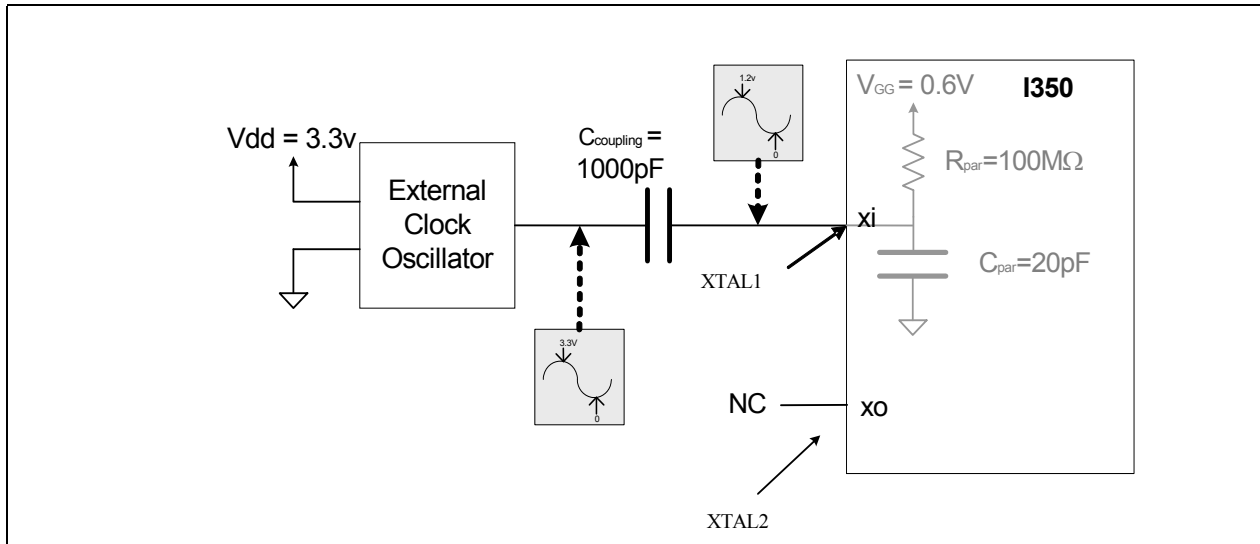 Vdd = 3.3v
External
Clock
Oscillator
3.3V
0
Ccoupling =
1000pF
1.2v
0
VGG = 0.6V
I350
Rpar=100MΩ
xi
Cpar=20pF
XTAL1
NC
xo
XTAL2